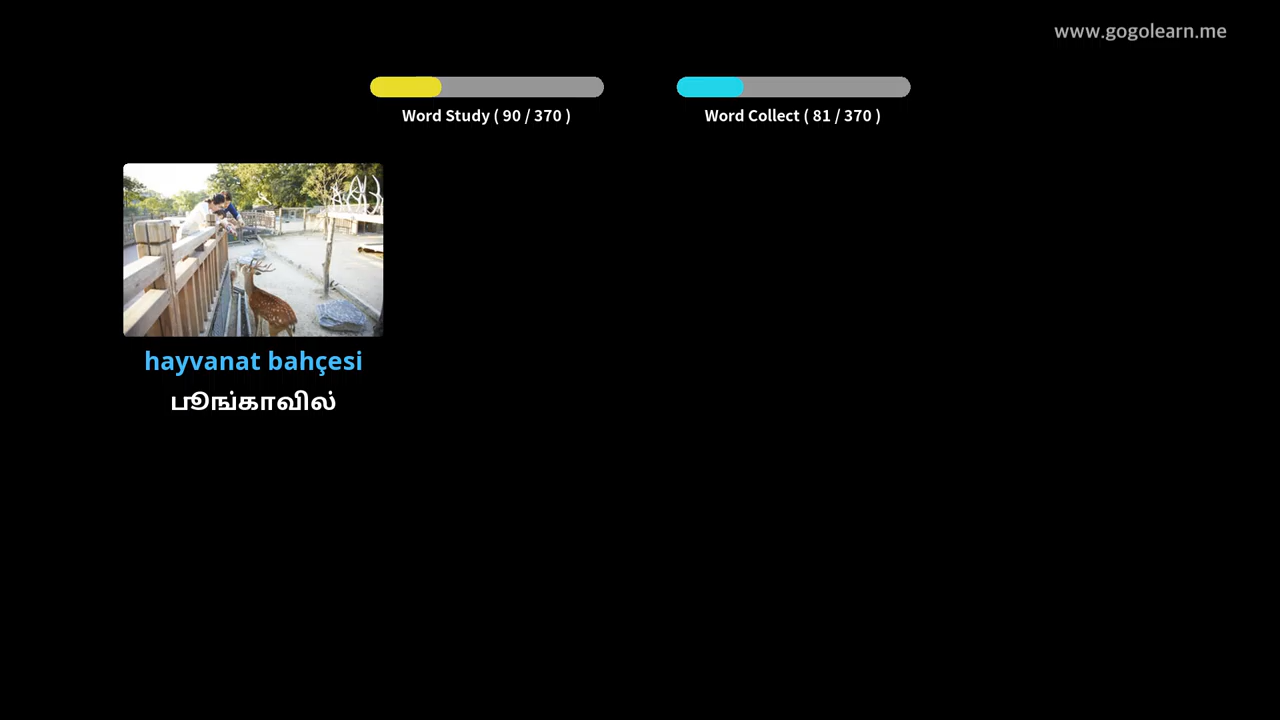 www.gogolearn.me
Word Study ( 90 / 370 )
Word Collect ( 81 / 370 )
hayvanat bahçesi
பூங்காவில்